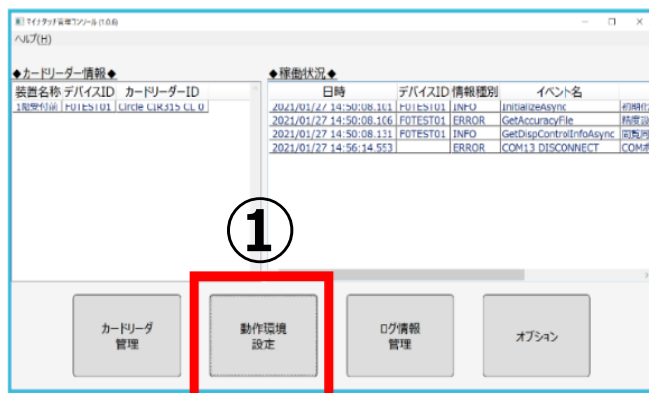 マイナタッチ管理コンソール (1.0.6)
ヘルプ(H)
◆カードリーダー情報◆
装置名称 デバイスID カードリーダーID
1階受付前 F0TEST01 Circle CIR315 CL 0
◆稼働状況◆
日時 デバイスID 情報種別 イベント名
2021/01/27 14:50:08.101 F0TEST01 INFO InitializeAsync 初期化
2021/01/27 14:50:08.106 F0TEST01 ERROR GetAccuracyFile 精度設
2021/01/27 14:50:08.131 F0TEST01 INFO GetDispControlInfoAsync 閲覧同
2021/01/27 14:56:14.553 ERROR COM13 DISCONNECT COMポ
①
カードリーダ
管理
動作環境
設定
ログ情報
管理
オプション